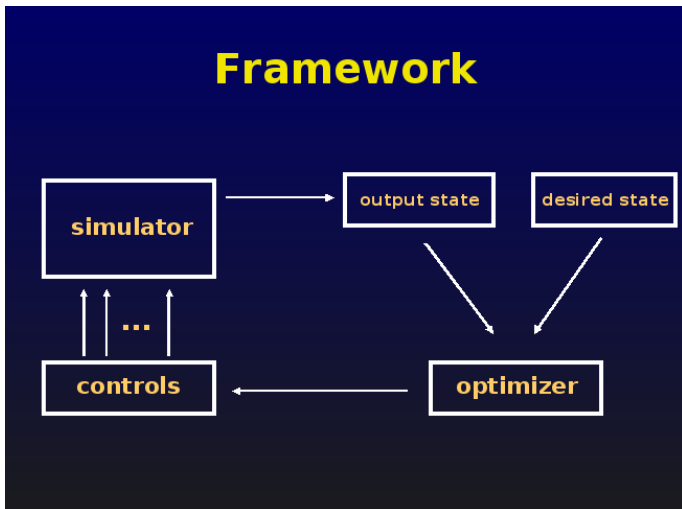 Framework
output state
desired state
simulator
...
controls
optimizer